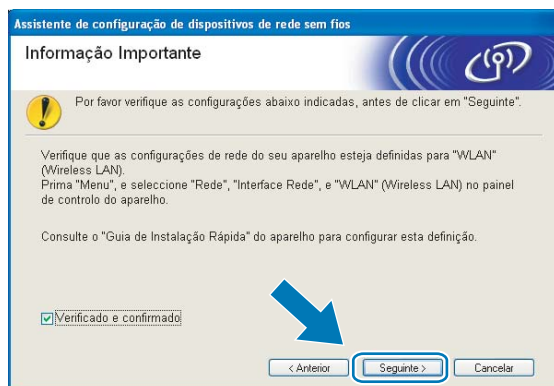 Assistente de configuração de dispositivos de rede sem fios
Informação Importante
Por favor verifique as configurações abaixo indicadas, antes de clicar em "Seguinte".
Verifique que as configurações de rede do seu aparelho esteja definidas para "WLAN"
(Wireless LAN).
Prima "Menu", e seleccione "Rede", "Interface Rede", e "WLAN" (Wireless LAN) no painel
de controlo do aparelho.
Consulte o "Guia de Instalação Rápida" do aparelho para configurar esta definição.
Verificado e confirmado
< Anterior
Seguinte >
Cancelar